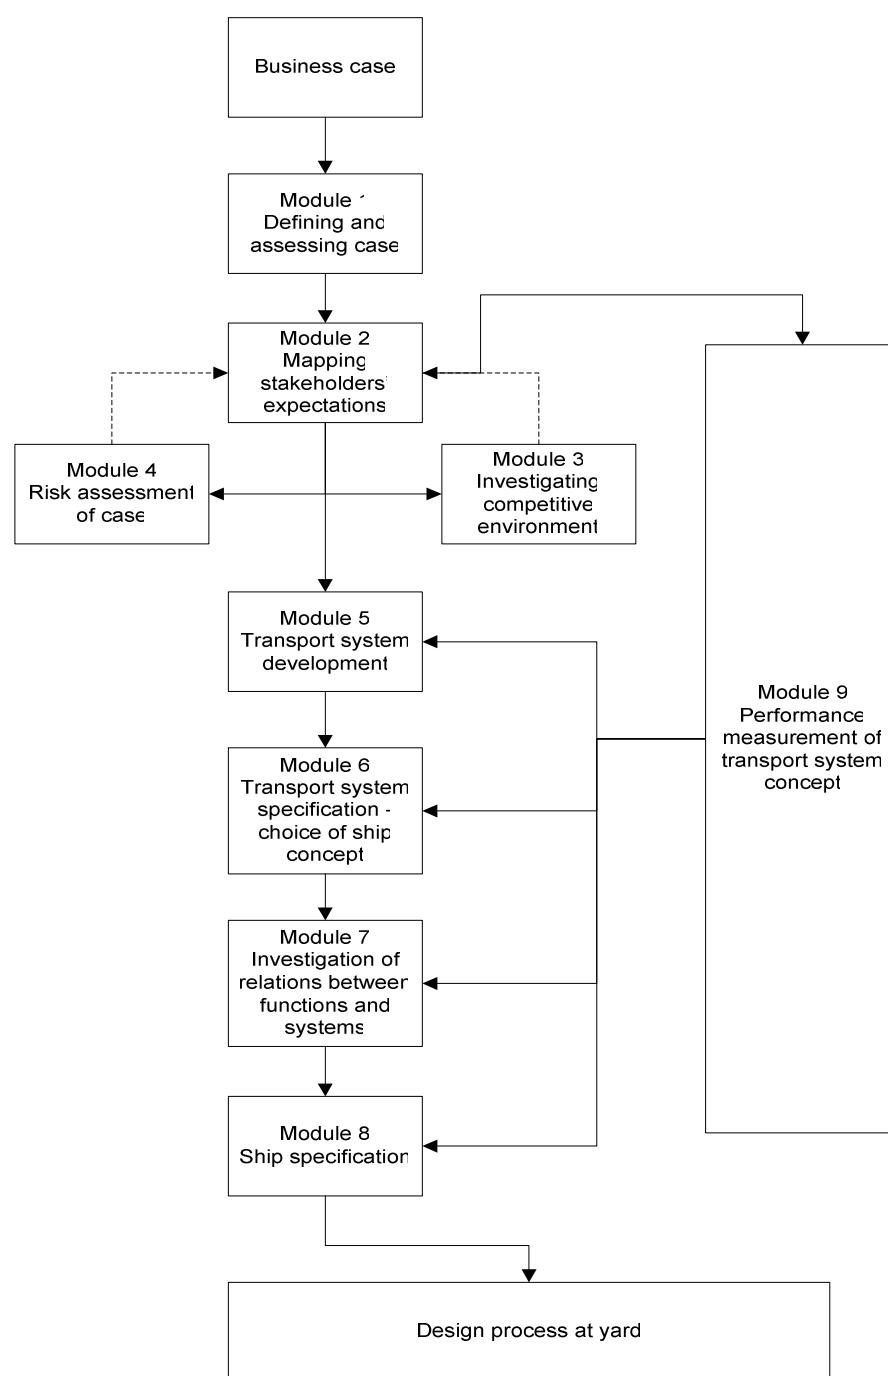 Business case
Module 1
Defining and
assessing case
Module 2
Mapping
stakeholders'
expectations
Module 4
Risk assessment
of case
Module 3
Investigating
competitive
environment
Module 5
Transport system
development
Module 6
Transport system
specification -
choice of ship
concept
Module 7
Investigation of
relations between
functions and
systems
Module 8
Ship specification
Module 9
Performance
measurement of
transport system
concept
Design process at yard